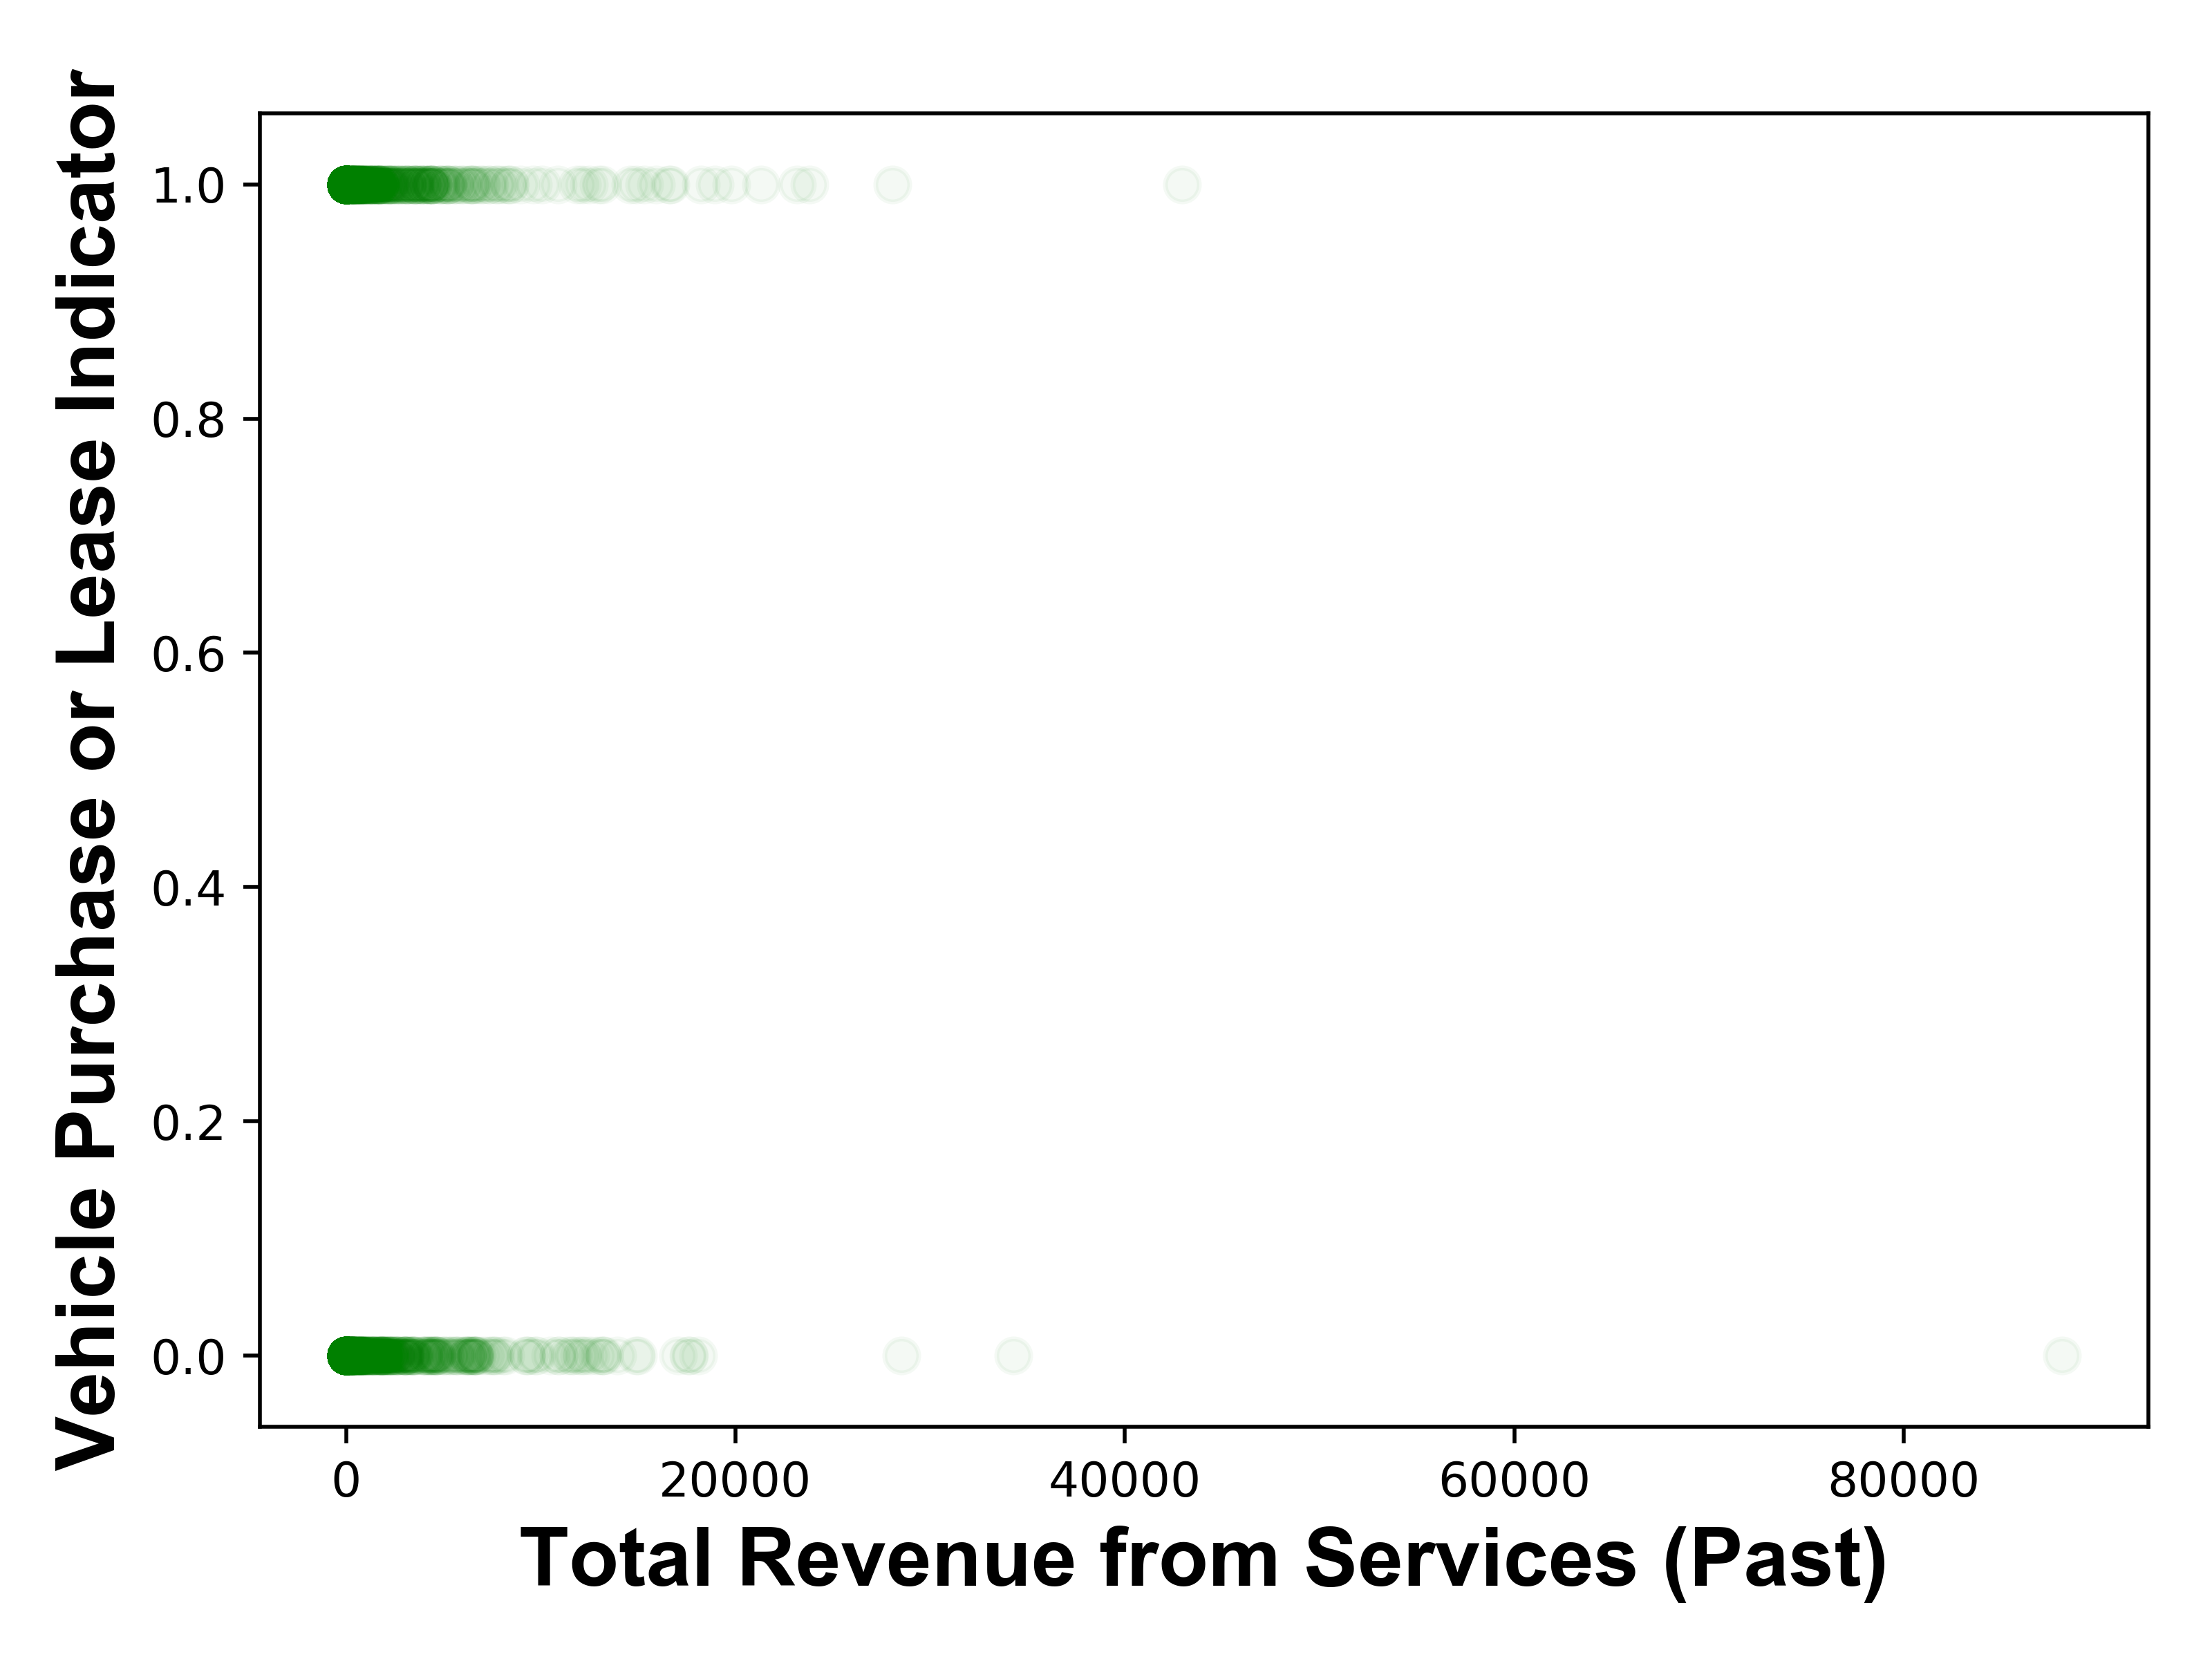 Vehicle Purchase or Lease Indicator
1.0
0.8
0.6
0.4
0.2
0.0
0 20000 40000 60000 80000
Total Revenue from Services (Past)